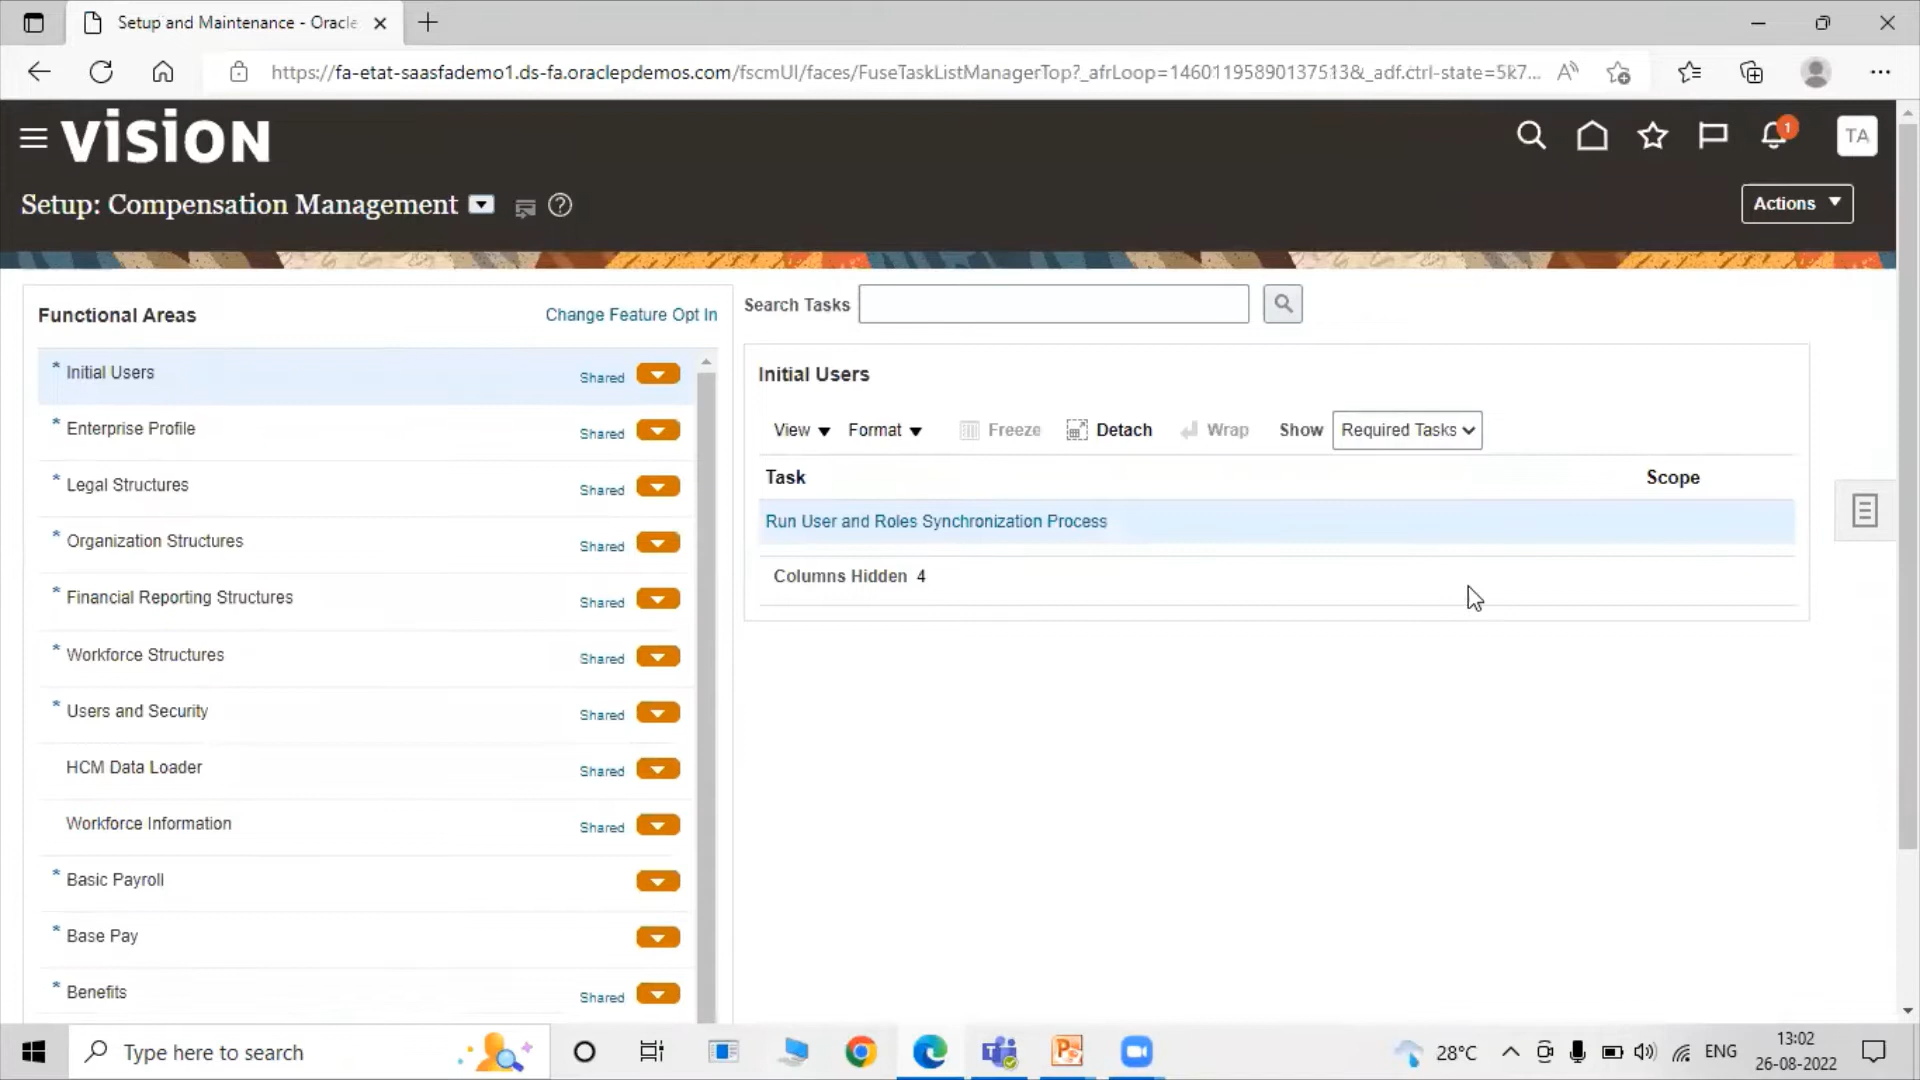 Setup and Maintenance - Oracle
https://fa-etat-saasfademo1.ds-fa.oraclepdemos.com/fscmUI/faces/FuseTaskListManagerTop?_afrLoop=14601195890137513&_adf.ctrl-state=5k7...
VISION
1
TA
Setup: Compensation Management
Actions
Functional Areas
Change Feature Opt In
* Initial Users Shared
* Enterprise Profile Shared
* Legal Structures Shared
* Organization Structures Shared
* Financial Reporting Structures Shared
* Workforce Structures Shared
* Users and Security Shared
HCM Data Loader Shared
Workforce Information Shared
* Basic Payroll
* Base Pay
* Benefits Shared
Search Tasks
Initial Users
View Format Freeze Detach Wrap Show Required Tasks
Task Scope
Run User and Roles Synchronization Process
Columns Hidden 4
Type here to search
28°C
ENG
13:02
26-08-2022